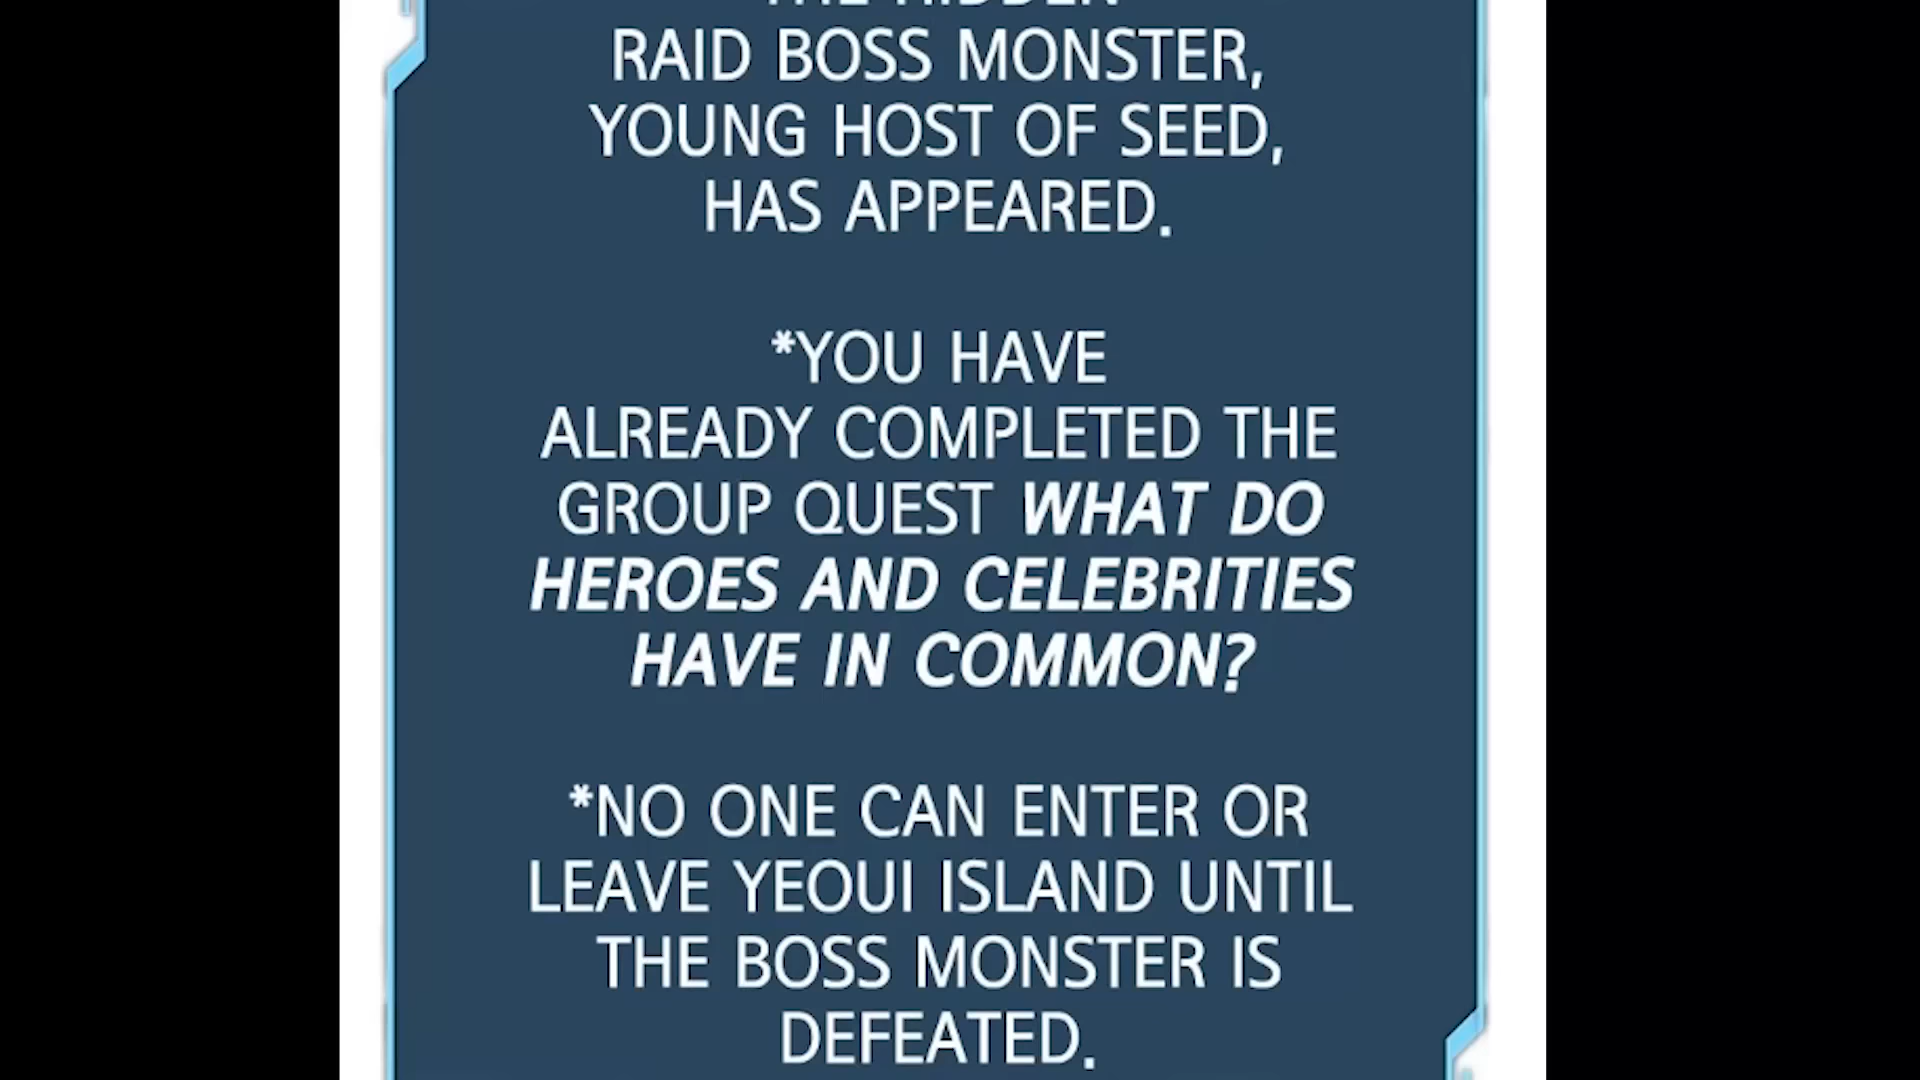 THE HIDDEN
RAID BOSS MONSTER,
YOUNG HOST OF SEED,
HAS APPEARED.
*YOU HAVE
ALREADY COMPLETED THE
GROUP QUEST WHAT DO
HEROES AND CELEBRITIES
HAVE IN COMMON?
*NO ONE CAN ENTER OR
LEAVE YEOUI ISLAND UNTIL
THE BOSS MONSTER IS
DEFEATED.